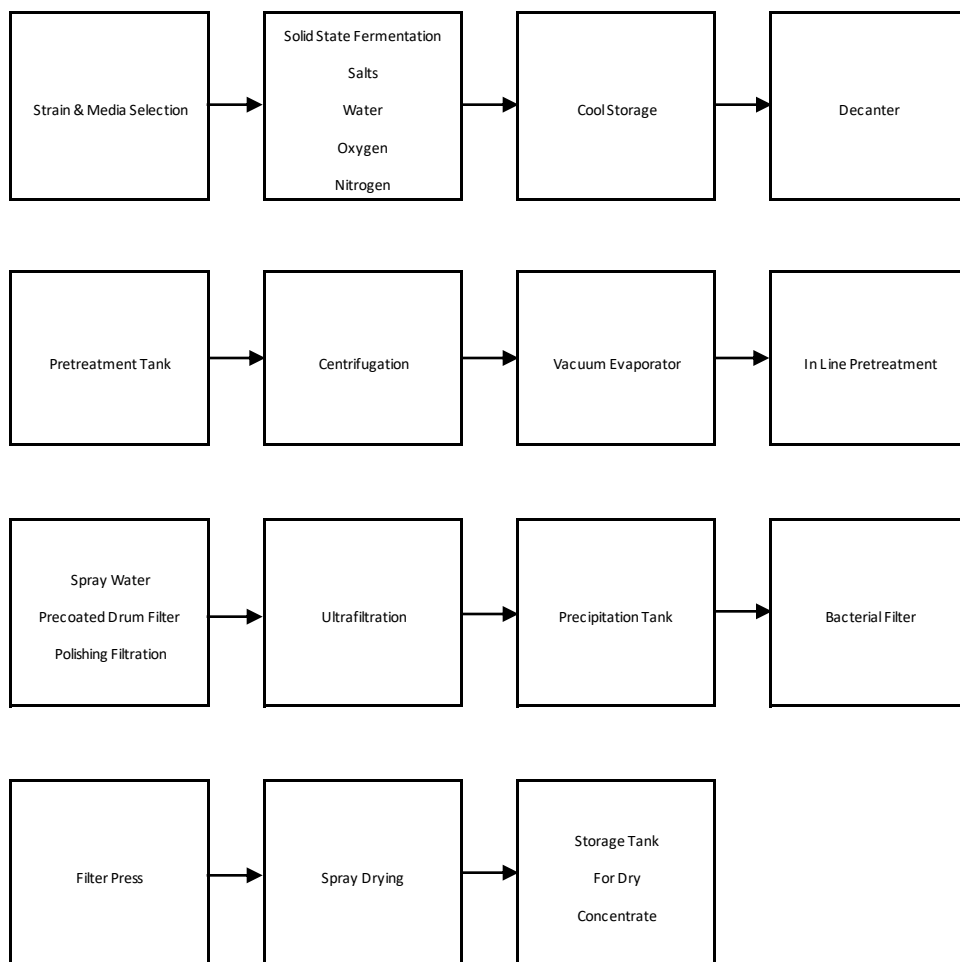 Strain & Media Selection
Solid State Fermentation
Salts
Water
Oxygen
Nitrogen
Cool Storage
Decanter
Pretreatment Tank
Centrifugation
Vacuum Evaporator
In Line Pretreatment
Spray Water
Precoated Drum Filter
Polishing Filtration
Ultrafiltration
Precipitation Tank
Bacterial Filter
Filter Press
Spray Drying
Storage Tank
For Dry
Concentrate